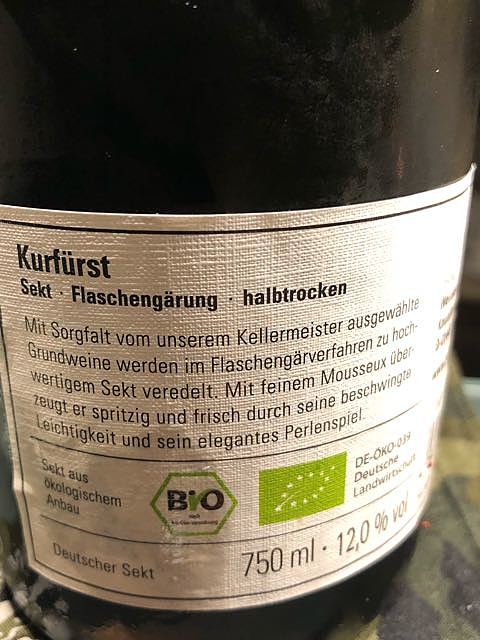 Kurfürst
Sekt · Flaschengärung · halbtrocken
Mit Sorgfalt vom unserem Kellermeister ausgewählte
Grundweine werden im Flaschengärverfahren zu hoch-
wertigem Sekt veredelt. Mit feinem Mousseux über-
zeugt er spritzig und frisch durch seine beschwingte
Leichtigkeit und sein elegantes Perlenspiel.
Sekt aus
ökologischem
Anbau
Bio
nach
DE-ÖKO-039
Deutsche
Landwirtschaft
Deutscher Sekt
750 ml · 12,0 % vol